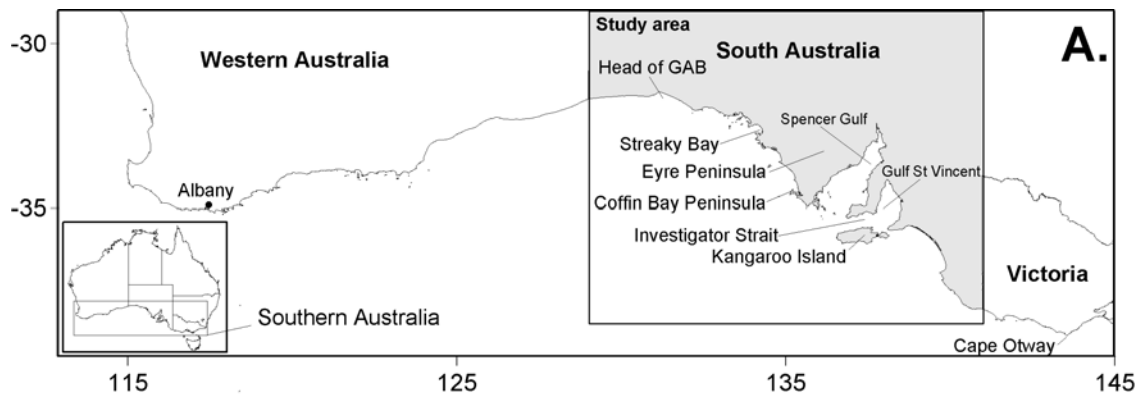 -30
-35
Study area
A.
Western Australia
South Australia
Head of GAB
Spencer Gulf
Streaky Bay
Eyre Peninsula
Gulf St Vincent
Albany
Coffin Bay Peninsula
Investigator Strait
Kangaroo Island
Victoria
Southern Australia
Cape Otway
115
125
135
145